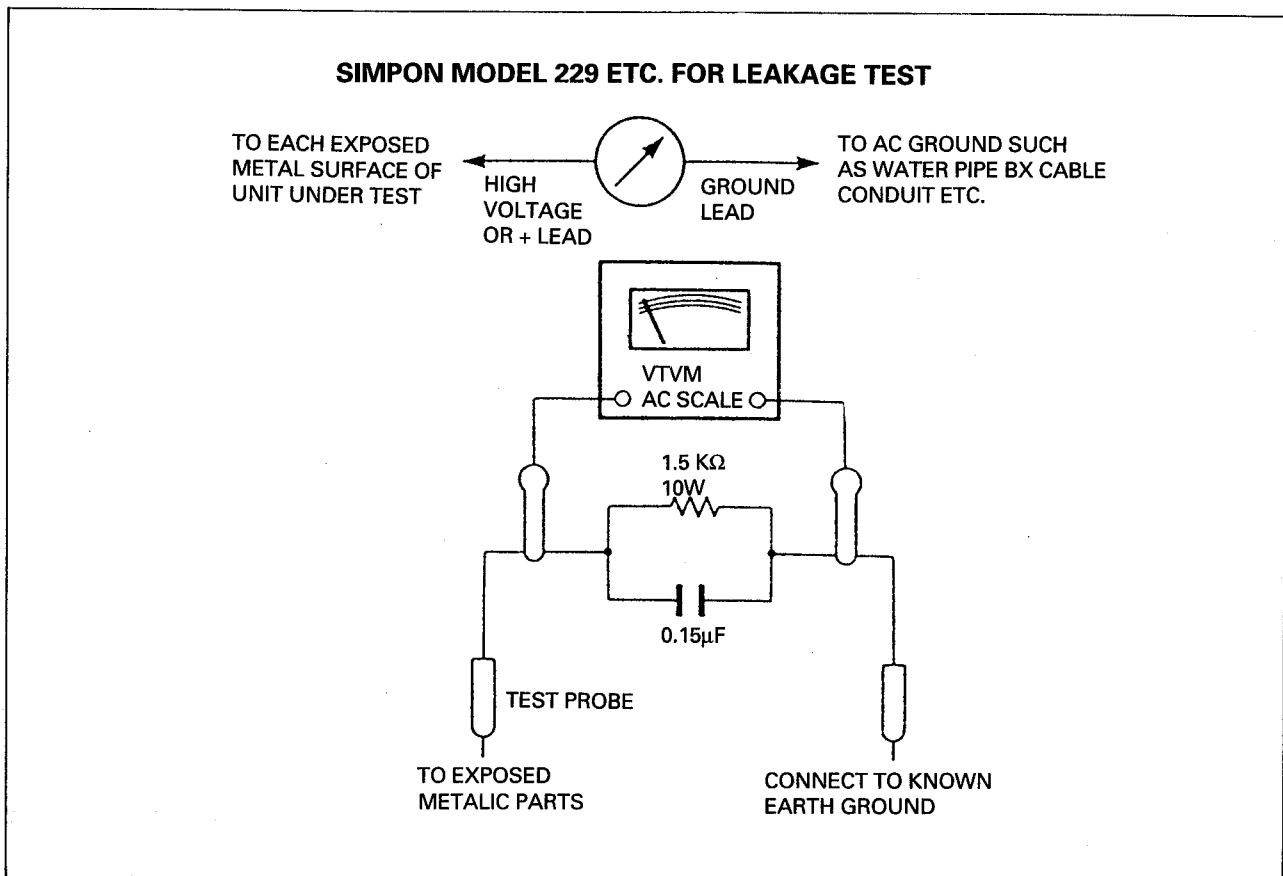 SIMPON MODEL 229 ETC. FOR LEAKAGE TEST
TO EACH EXPOSED
METAL SURFACE OF
UNIT UNDER TEST
HIGH
VOLTAGE
OR + LEAD
GROUND
LEAD
TO AC GROUND SUCH
AS WATER PIPE BX CABLE
CONDUIT ETC.
VTVM
AC SCALE
1.5 KΩ
10W
0.15µF
TEST PROBE
TO EXPOSED
METALIC PARTS
CONNECT TO KNOWN
EARTH GROUND